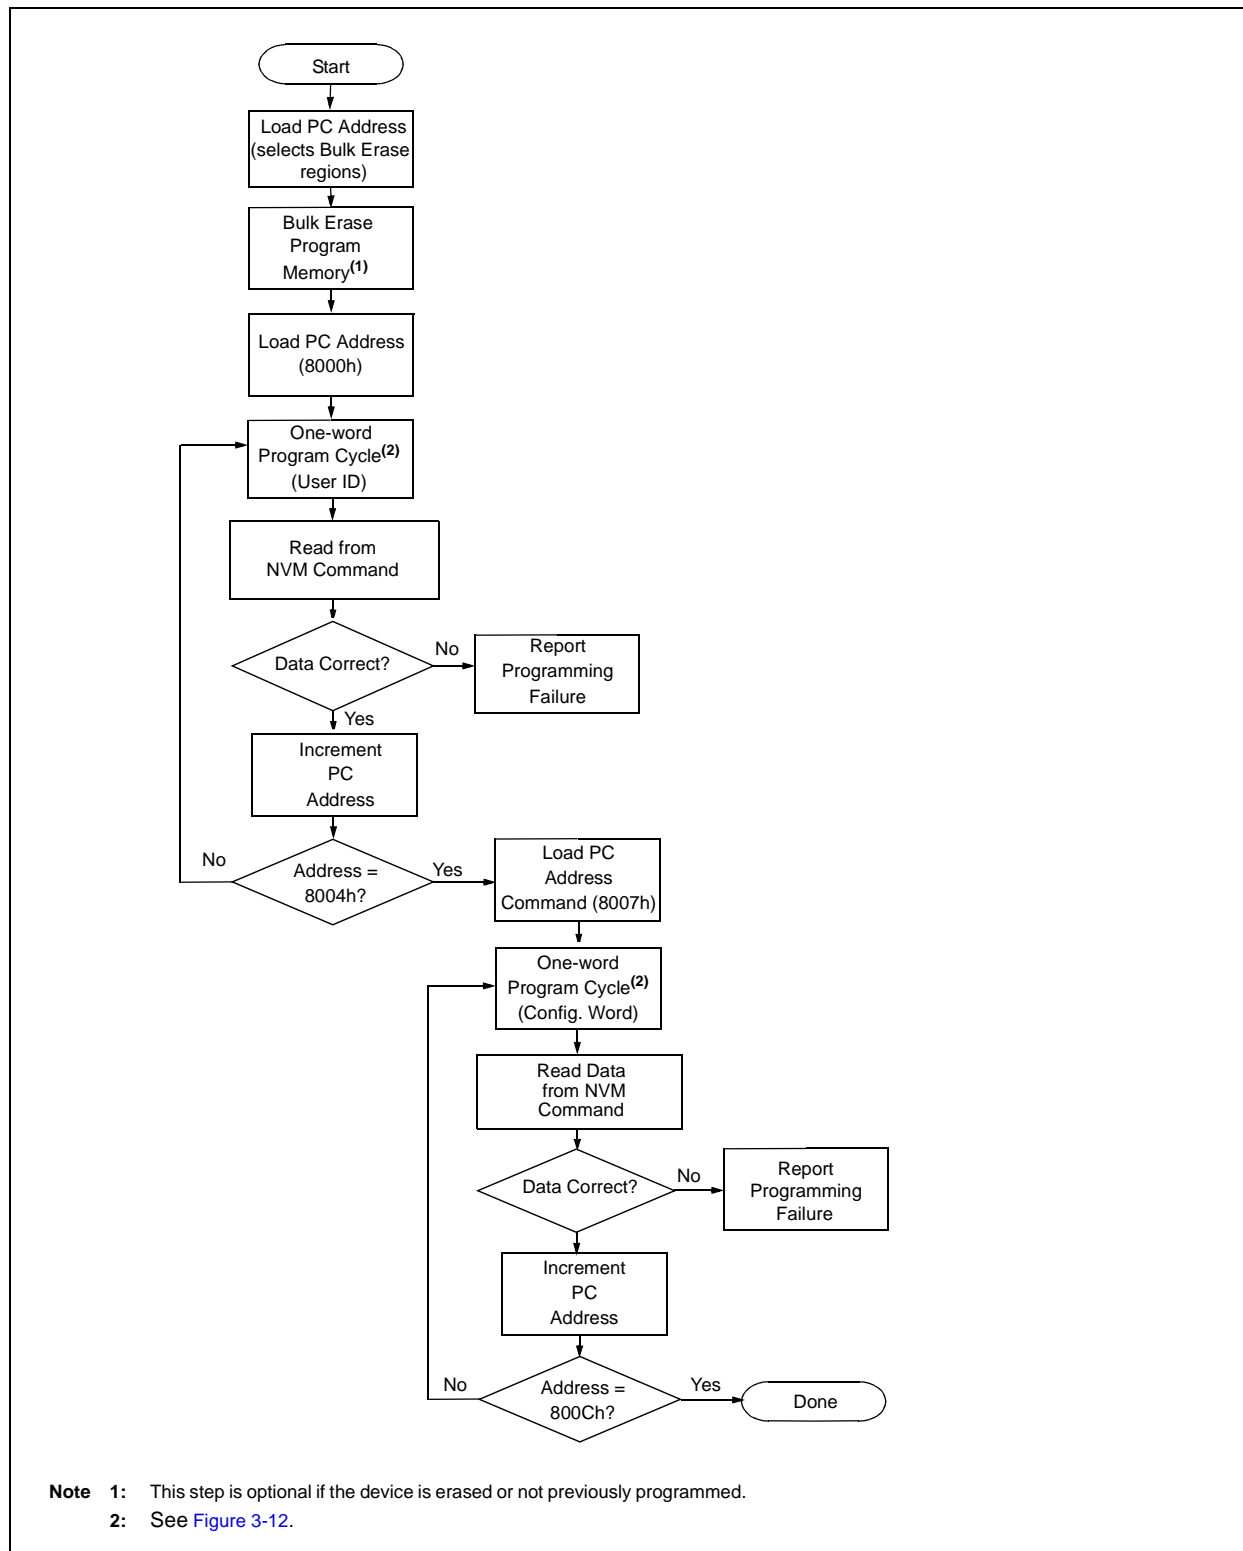 Start
Load PC Address
(selects Bulk Erase
regions)
Bulk Erase
Program
Memory(1)
Load PC Address
(8000h)
One-word
Program Cycle(2)
(User ID)
Read from
NVM Command
Data Correct?
No
Report
Programming
Failure
Yes
Increment
PC
Address
No
Address =
8004h?
Yes
Load PC
Address
Command (8007h)
One-word
Program Cycle(2)
(Config. Word)
Read Data
from NVM
Command
Data Correct?
No
Report
Programming
Failure
Increment
PC
Address
No
Address =
800Ch?
Yes
Done
Note 1: This step is optional if the device is erased or not previously programmed.
2: See Figure 3-12.